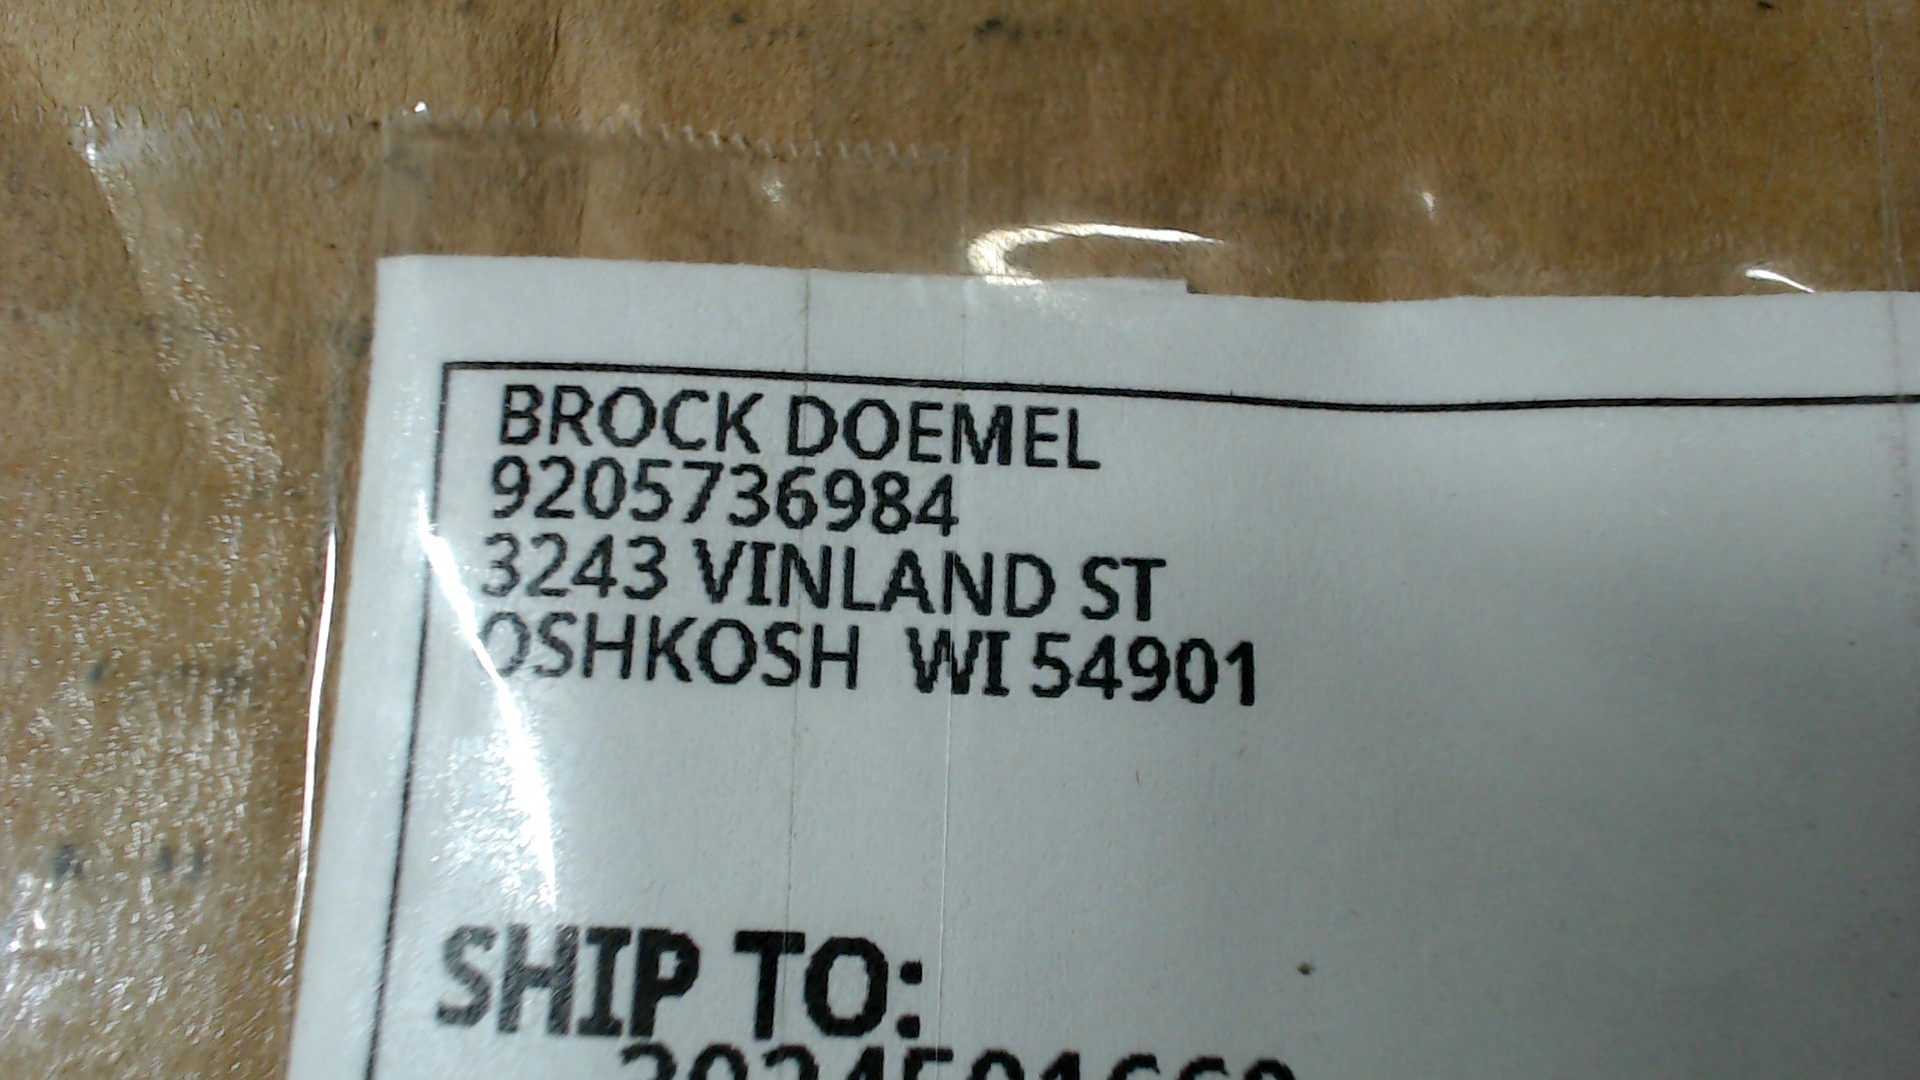 BROCK DOEMEL
9205736984
3243 VINLAND ST
OSHKOSH WI 54901
SHIP TO: